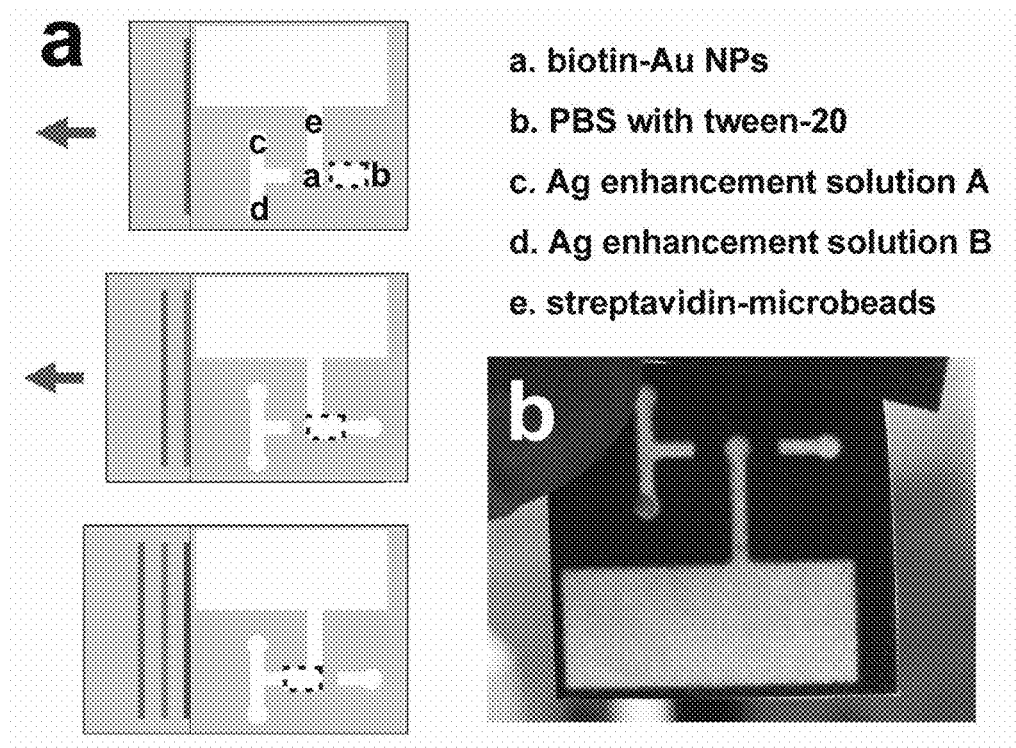 a
c
e
a
b
d
a. biotin-Au NPs
b. PBS with tween-20
c. Ag enhancement solution A
d. Ag enhancement solution B
e. streptavidin-microbeads
b